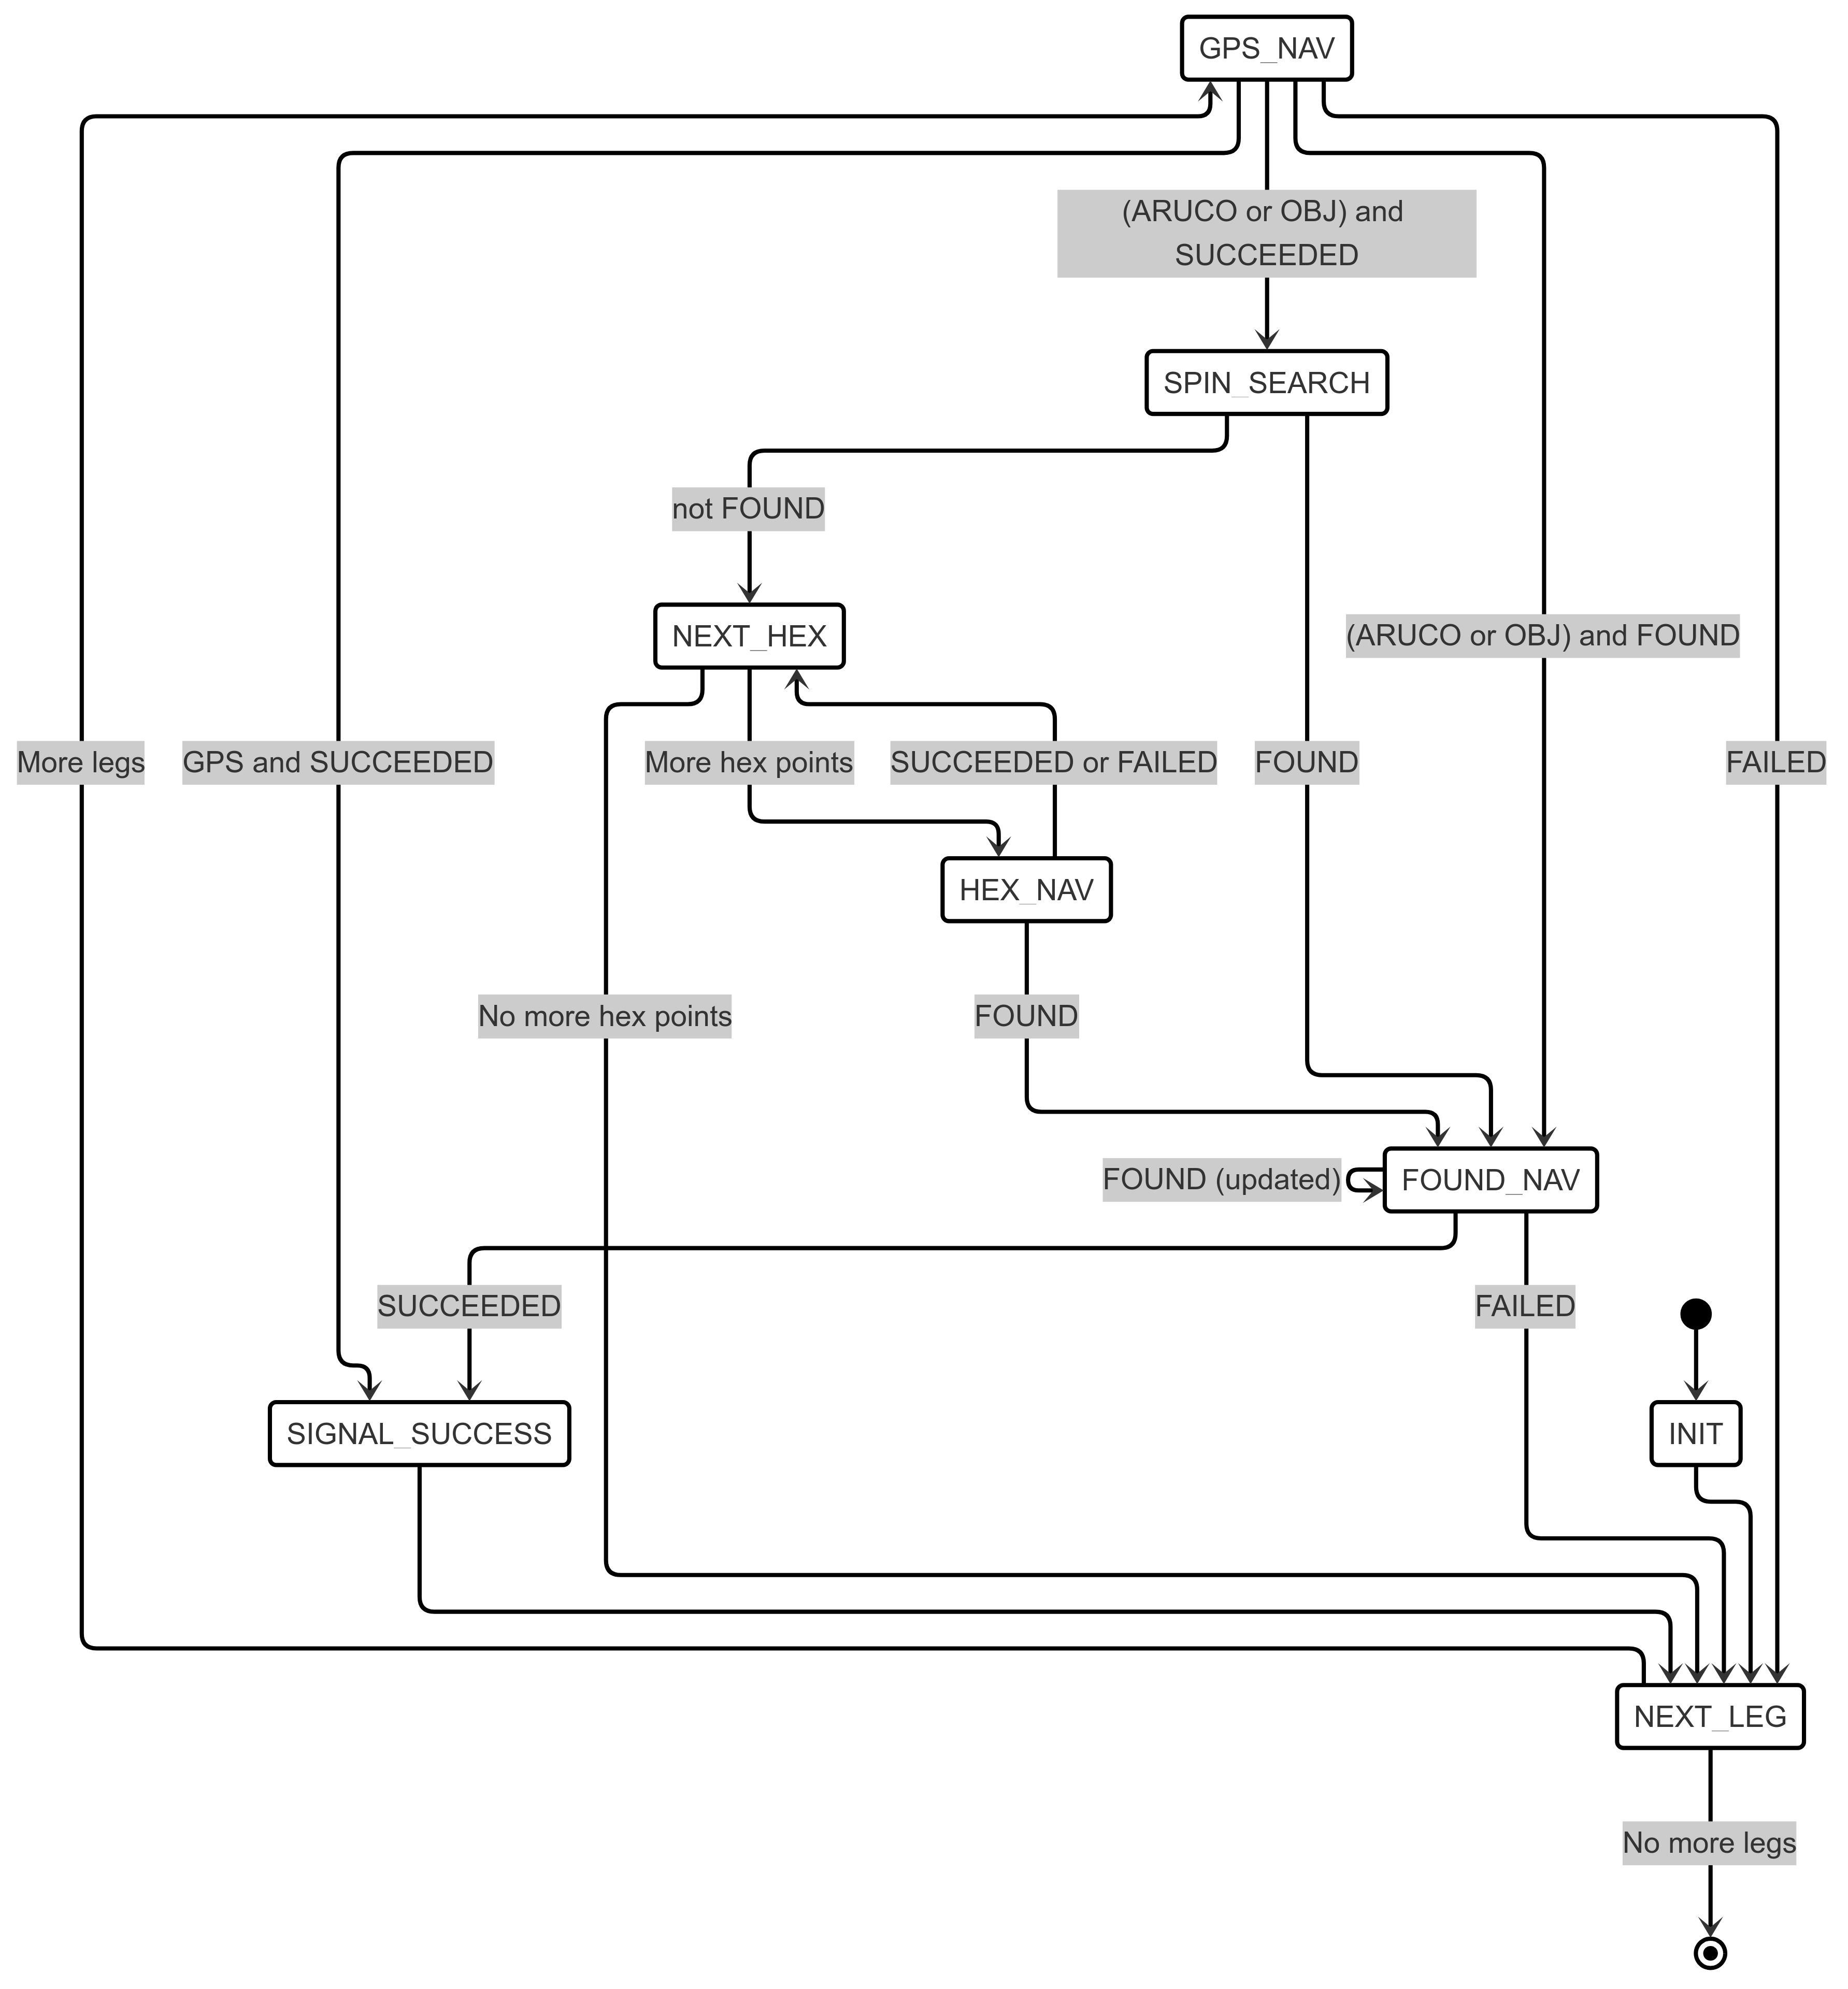 GPS_NAV
(ARUCO or OBJ) and
SUCCEEDED
SPIN_SEARCH
not FOUND
NEXT_HEX
(ARUCO or OBJ) and FOUND
More legs
GPS and SUCCEEDED
More hex points
SUCCEEDED or FAILED
FOUND
FAILED
HEX_NAV
No more hex points
FOUND
FOUND (updated)
FOUND_NAV
SUCCEEDED
FAILED
SIGNAL_SUCCESS
INIT
NEXT_LEG
No more legs